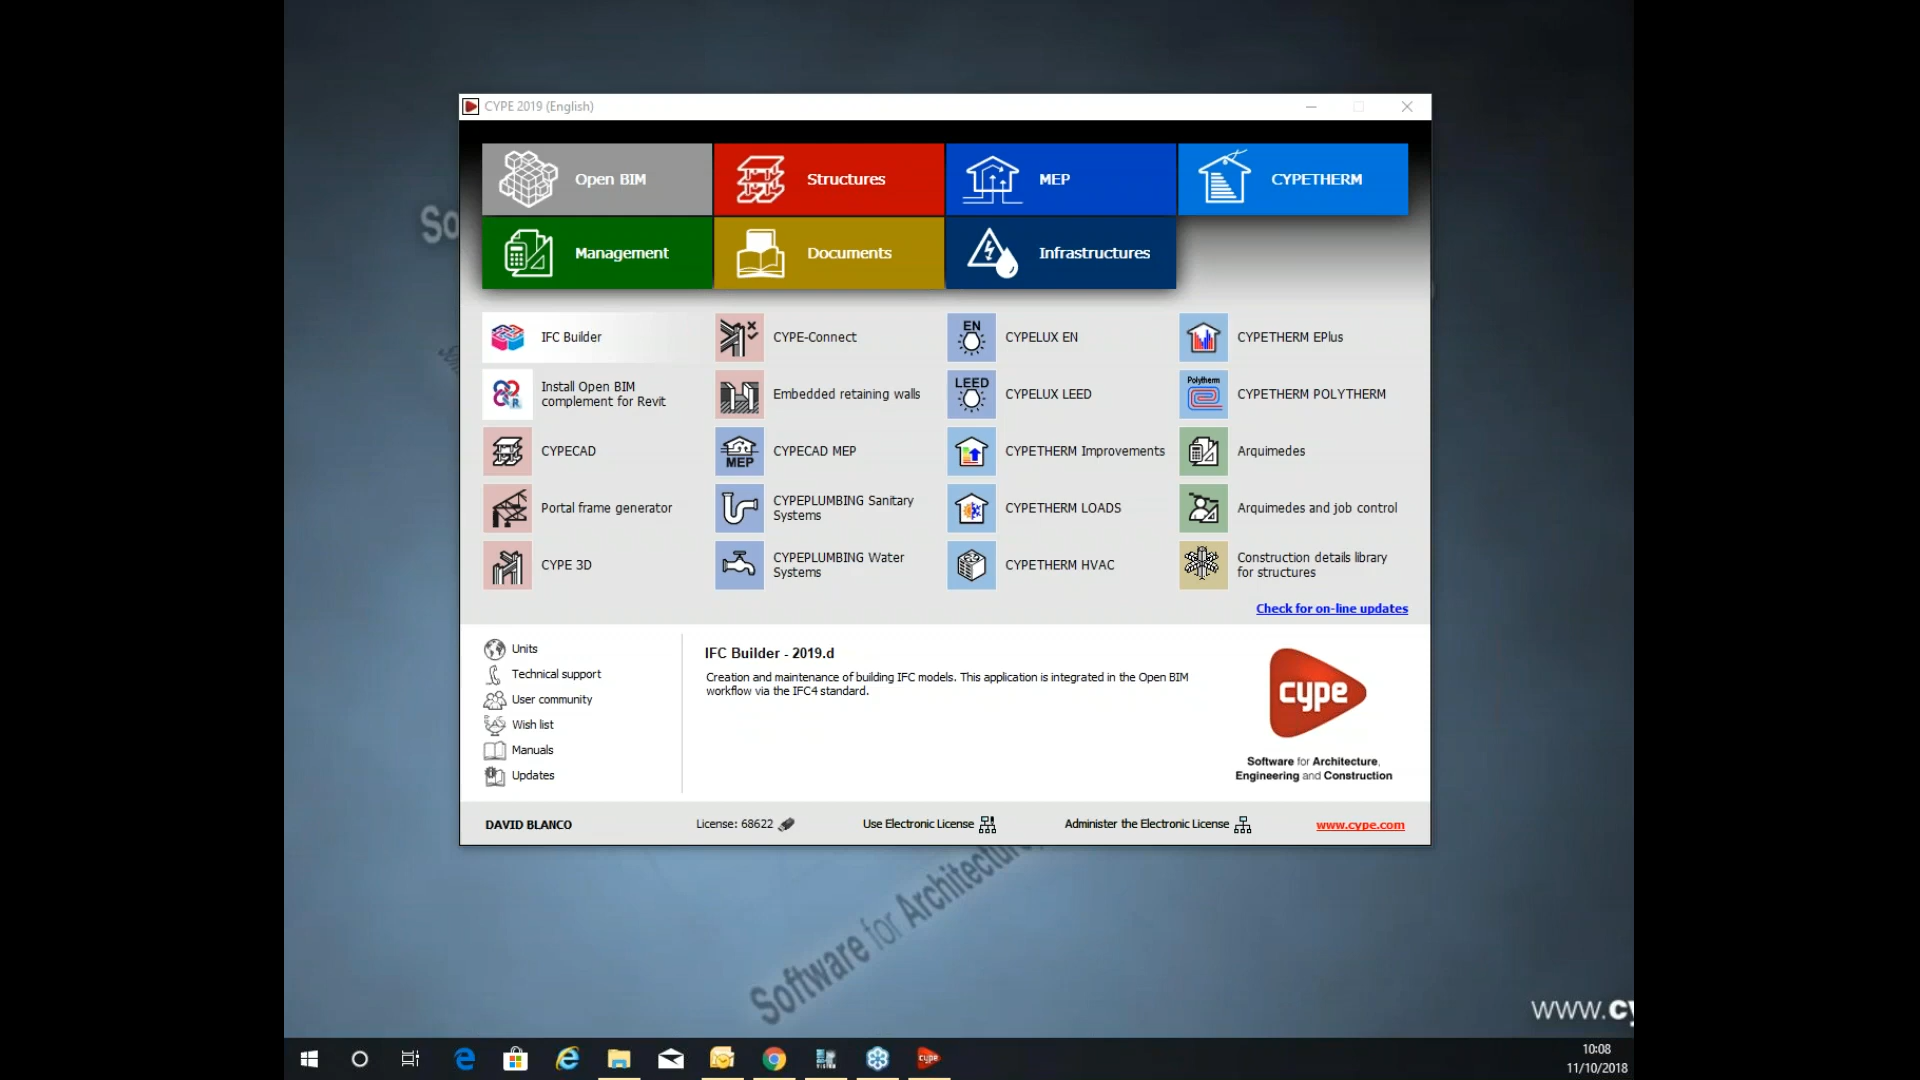 CYPE 2019 (English)
Open BIM
Structures
MEP
CYPETHERM
Management
Documents
Infrastructures
So
IFC Builder
CYPE-Connect
EN
CYPELUX EN
CYPETHERM EPlus
Install Open BIM
complement for Revit
R
Embedded retaining walls
LEED
CYPELUX LEED
Polytherm
CYPETHERM POLYTHERM
CYPECAD
MEP
CYPECAD MEP
CYPETHERM Improvements
Arquimedes
Portal frame generator
CYPEPLUMBING Sanitary
Systems
CYPETHERM LOADS
Arquimedes and job control
CYPE 3D
CYPEPLUMBING Water
Systems
CYPETHERM HVAC
Construction details library
for structures
Check for on-line updates
Units
Technical support
User community
Wish list
Manuals
Updates
IFC Builder - 2019.d
Creation and maintenance of building IFC models. This application is integrated in the Open BIM
workflow via the IFC4 standard.
cype
Software for Architecture,
Engineering and Construction
DAVID BLANCO
License: 68622
Use Electronic License
Administer the Electronic License
www.cype.com
Software for Architecture,
www.cy
cype
10:08
11/10/2018